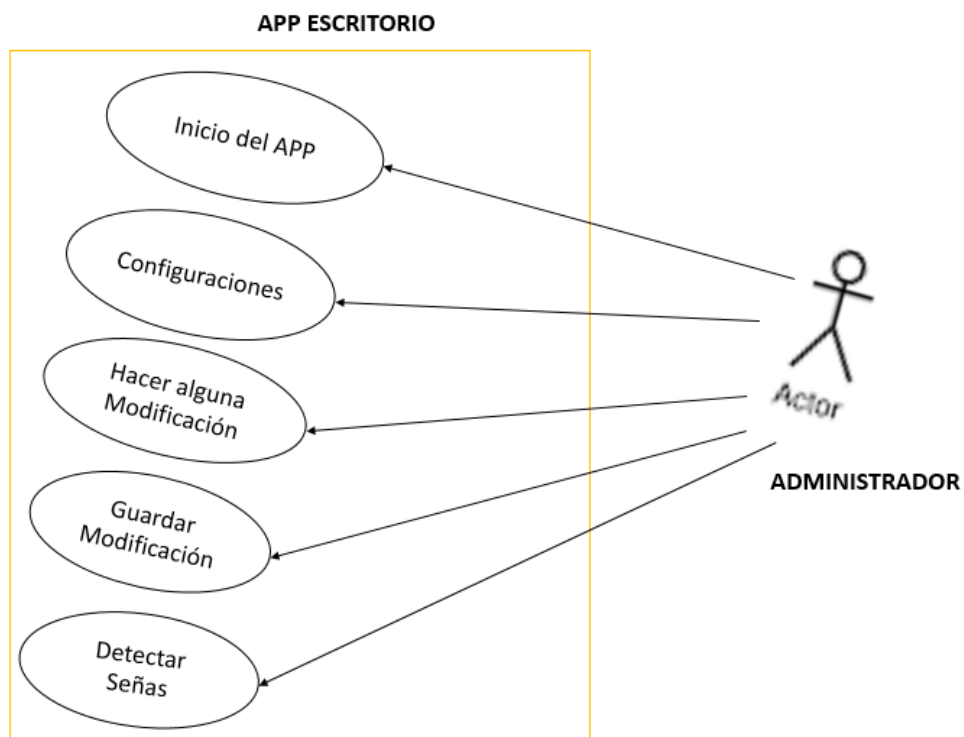 APP ESCRITORIO
Inicio del APP
Configuraciones
Hacer alguna
Modificación
Guardar
Modificación
Detectar
Señas
Actor
ADMINISTRADOR